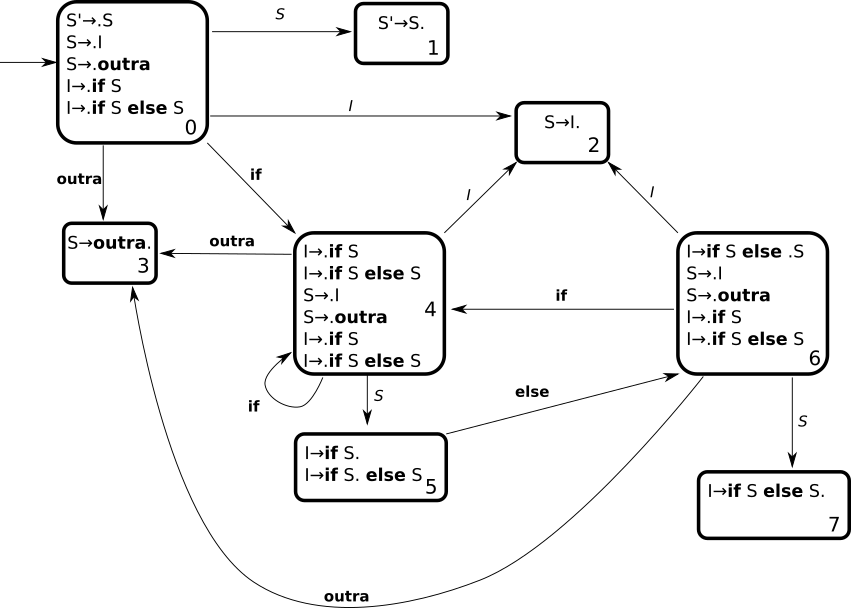 S'→.S
S→.I
S→.outra
I→.if S
I→.if S else S
0
S
S'→S.
1
I
S→I.
2
outra
if
I
I
S→outra.
3
outra
I→.if S
I→.if S else S
S→.I
S→.outra
I→.if S
I→.if S else S
4
if
I→if S else .S
S→.I
S→.outra
I→.if S
I→.if S else S
6
if
S
else
S
I→if S.
I→if S. else S
5
I→if S else S.
7
outra